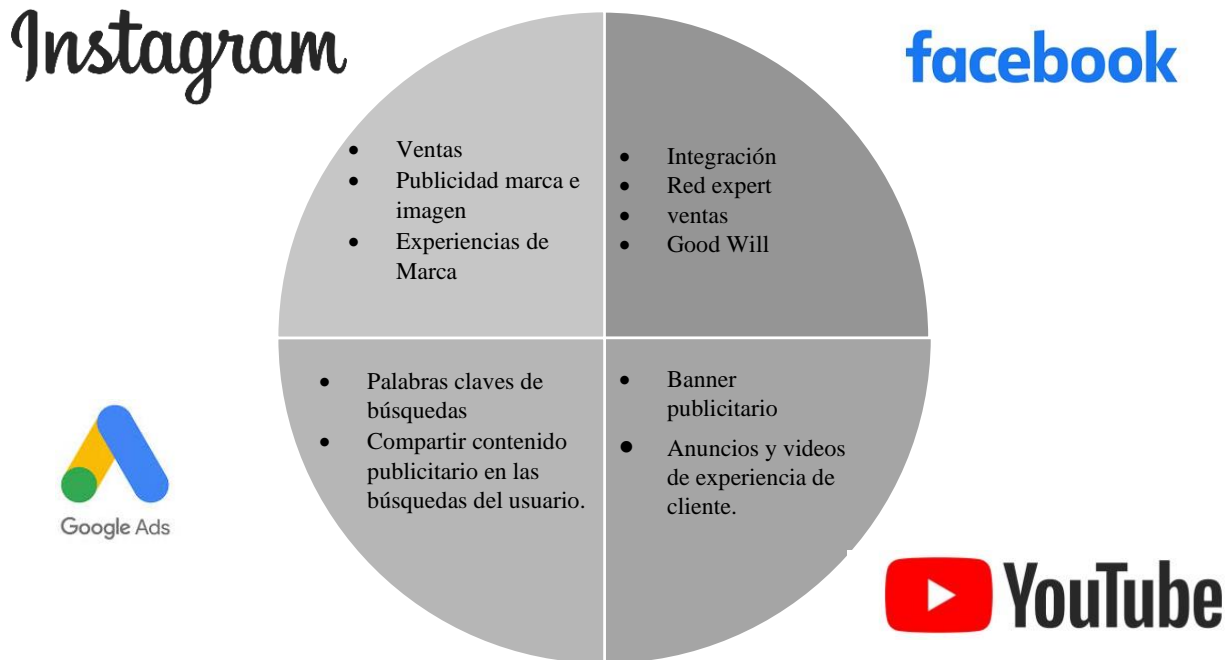 Instagram
facebook
• Ventas
• Publicidad marca e
imagen
• Experiencias de
Marca
• Integración
• Red expert
• ventas
• Good Will
• Palabras claves de
búsquedas
• Compartir contenido
publicitario en las
búsquedas del usuario.
• Banner
publicitario
• Anuncios y videos
de experiencia de
cliente.
Google Ads
YouTube